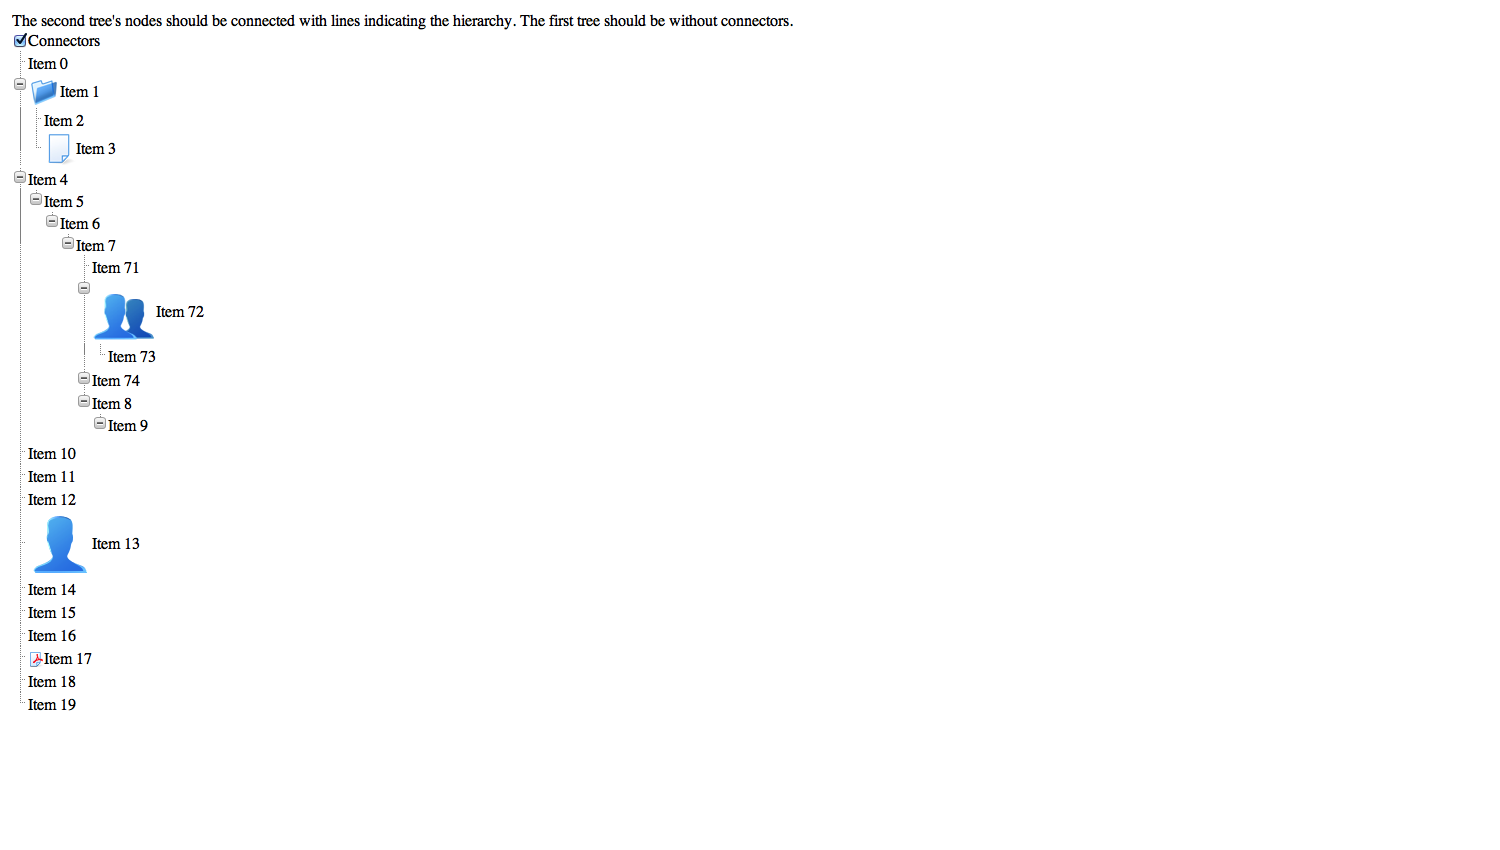 The second tree's nodes should be connected with lines indicating the hierarchy. The first tree should be without connectors.
Connectors
Item 0
Item 1
Item 2
Item 3
Item 4
Item 5
Item 6
Item 7
Item 71
Item 72
Item 73
Item 74
Item 8
Item 9
Item 10
Item 11
Item 12
Item 13
Item 14
Item 15
Item 16
Item 17
Item 18
Item 19